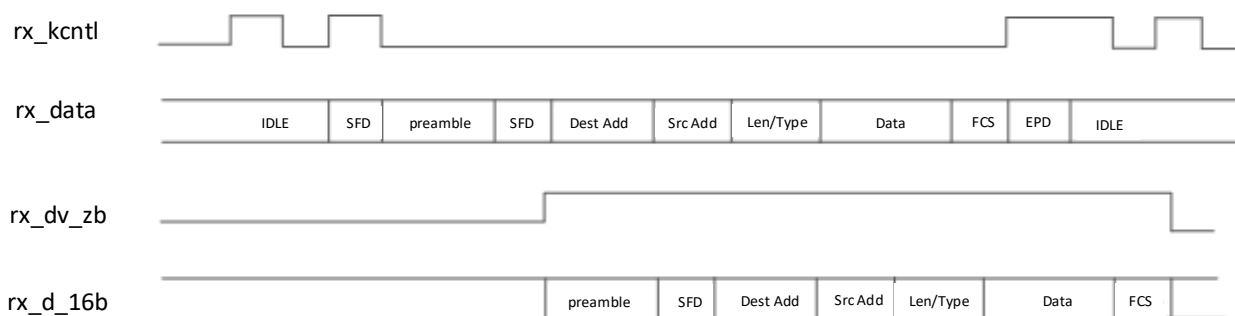 rx_kcntl
rx_data IDLE SFD preamble SFD Dest Add Src Add Len/Type Data FCS EPD IDLE
rx_dv_zb
rx_d_16b preamble SFD Dest Add Src Add Len/Type Data FCS